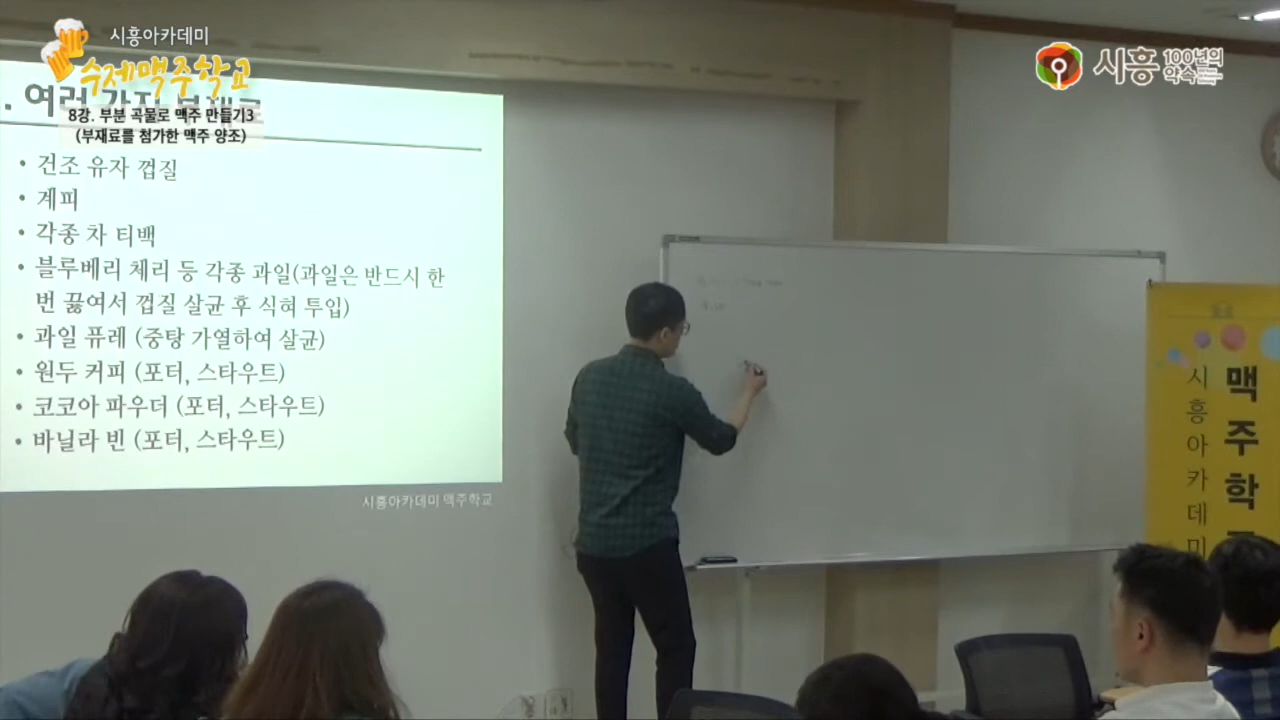 시흥아카데미
수제맥주학교
8강. 부분 곡물로 맥주 만들기3
(부재료를 첨가한 맥주 양조)
시흥 100년의
약속
. 여러 가지 부재료
• 건조 유자 껍질
• 계피
• 각종 차 티백
• 블루베리 체리 등 각종 과일(과일은 반드시 한
번 끓여서 껍질 살균 후 식혀 투입)
• 과일 퓨레 (중탕 가열하여 살균)
• 원두 커피 (포터, 스타우트)
• 코코아 파우더 (포터, 스타우트)
• 바닐라 빈 (포터, 스타우트)
시흥아카데미 맥주학교
시흥아카데미
맥주학